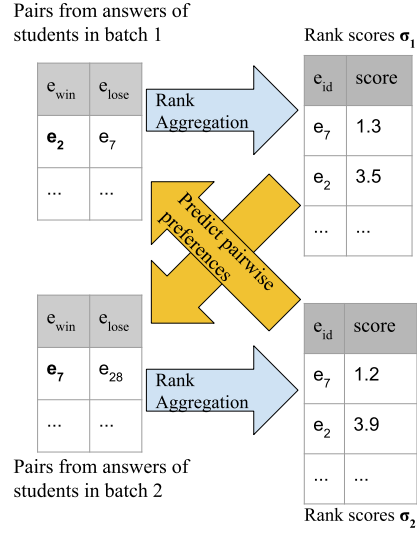 Pairs from answers of
students in batch 1
e_win e_lose
e_2 e_7
... ...
Rank
Aggregation
Rank scores σ_1
e_id score
e_7 1.3
e_2 3.5
... ...
Predict pairwise
preferences
e_win e_lose
e_7 e_28
... ...
Pairs from answers of
students in batch 2
Rank
Aggregation
e_id score
e_7 1.2
e_2 3.9
... ...
Rank scores σ_2